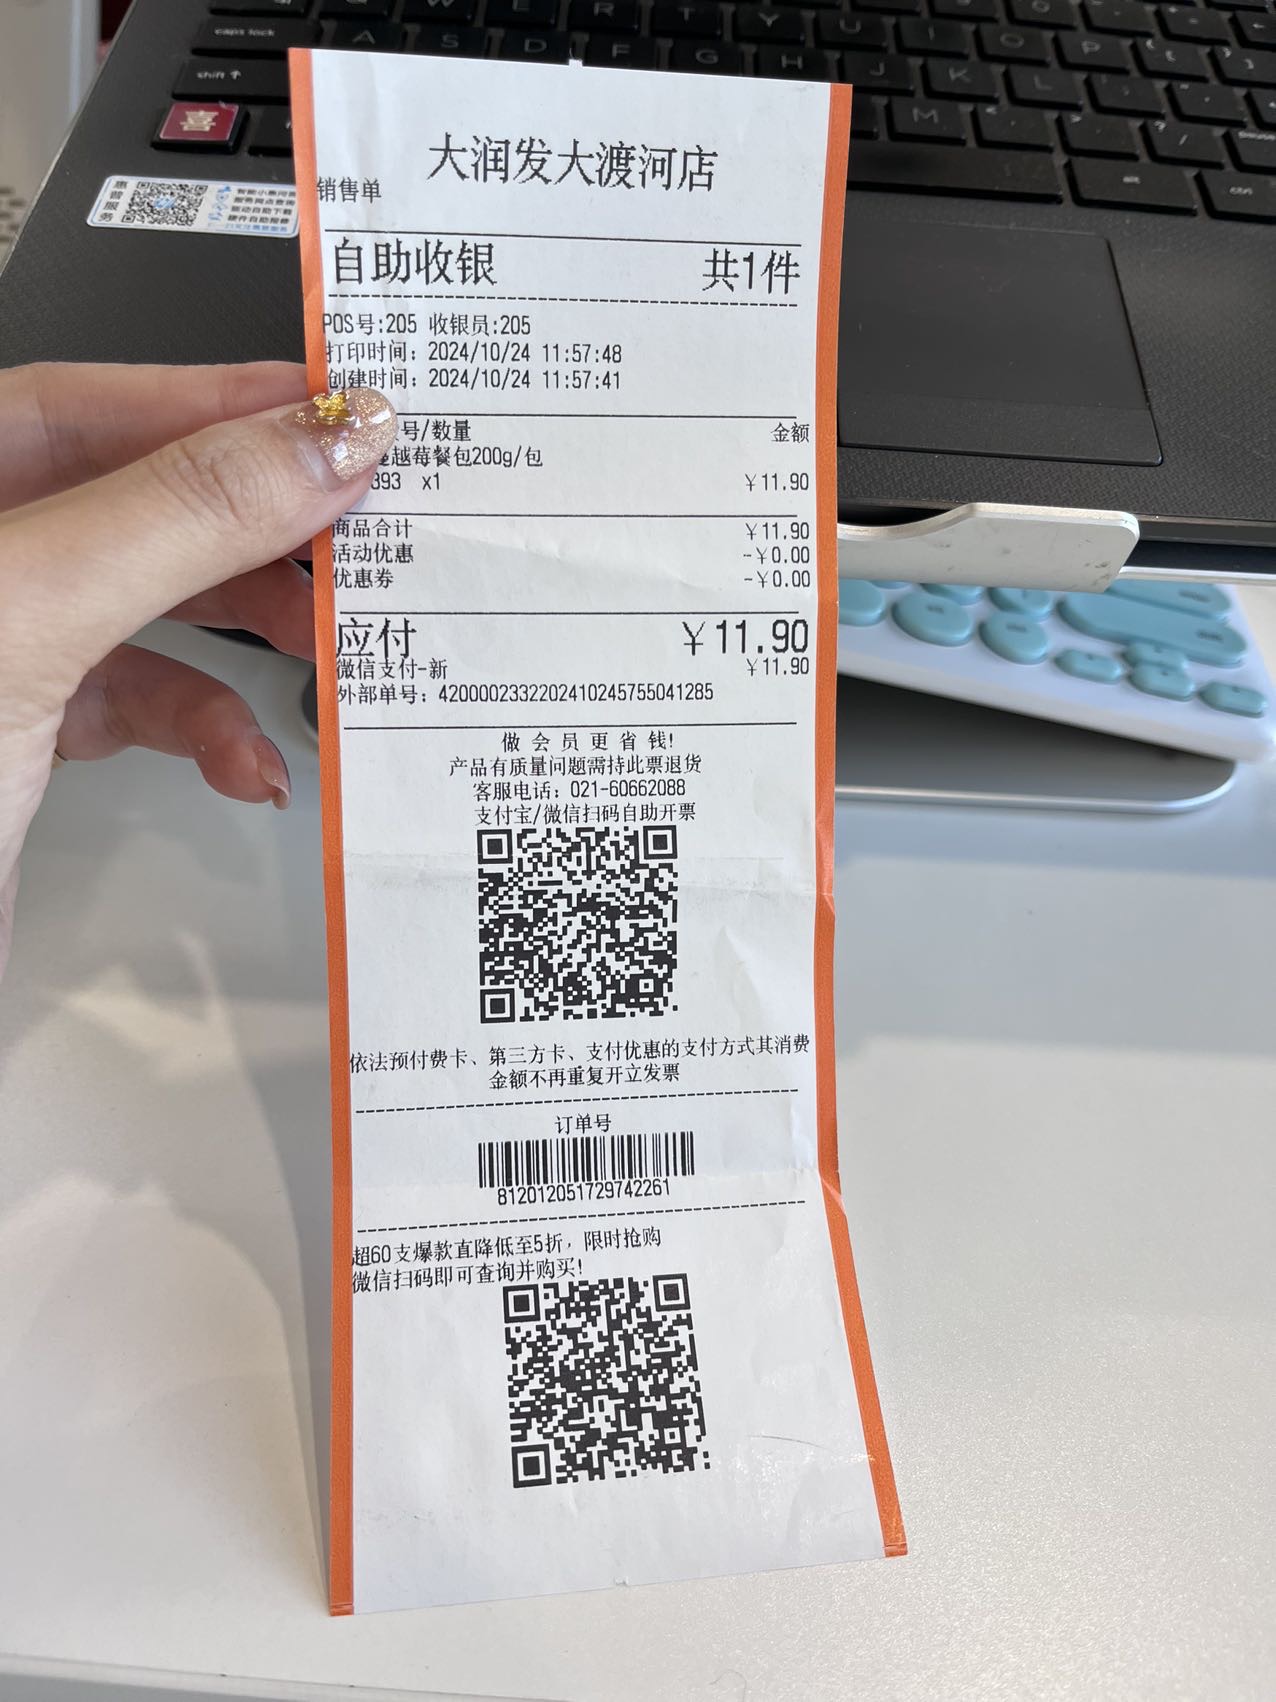 caps lock
A S D F G H J K L
shift
M
喜
ctrl
惠普服务
大润发大渡河店
销售单
自助收银 共1件
POS号:205 收银员:205
打印时间: 2024/10/24 11:57:48
创建时间: 2024/10/24 11:57:41
号/数量 金额
越莓餐包200g/包
893 x1 ¥11.90
商品合计 ¥11.90
活动优惠 -¥0.00
优惠券 -¥0.00
应付 ¥11.90
微信支付-新 ¥11.90
外部单号: 4200002332202410245755041285
做会员更省钱!
产品有质量问题需持此票退货
客服电话: 021-60662088
支付宝/微信扫码自助开票
依法预付费卡、第三方卡、支付优惠的支付方式其消费
金额不再重复开立发票
订单号
812012051729742261
超60支爆款直降低至5折，限时抢购
微信扫码即可查询并购买!